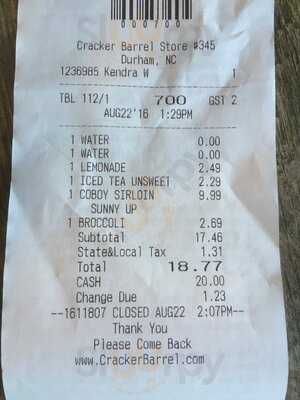 000700
Cracker Barrel Store #345
Durham, NC
1236985 Kendra W 1
TBL 112/1 700 GST 2
AUG22'16 1:29PM
1 WATER 0.00
1 WATER 0.00
1 LEMONADE 2.49
1 ICED TEA UNSWEET 2.29
1 COBOY SIRLOIN 9.99
SUNNY UP
1 BROCCOLI 2.69
Subtotal 17.46
State&Local Tax 1.31
Total 18.77
CASH 20.00
Change Due 1.23
--1611807 CLOSED AUG22 2:07PM--
Thank You
Please Come Back
www.CrackerBarrel.com